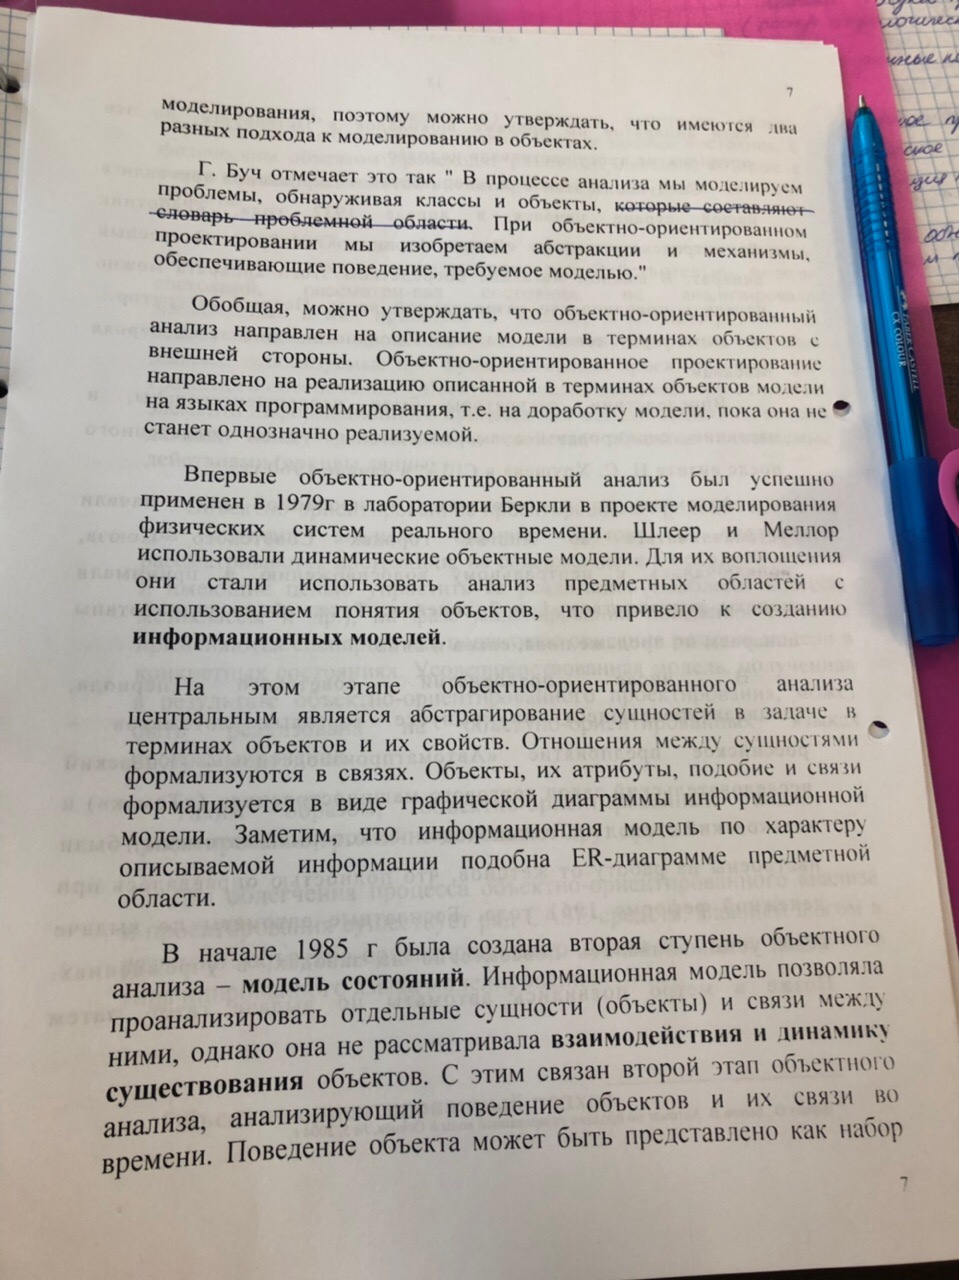 7
моделирования, поэтому можно утверждать, что имеются два
разных подхода к моделированию в объектах.
Г. Буч отмечает это так " В процессе анализа мы моделируем
проблемы, обнаруживая классы и объекты, которые составляют
словарь проблемной области. При объектно-ориентированном
проектировании мы изобретаем абстракции и механизмы,
обеспечивающие поведение, требуемое моделью."
Обобщая, можно утверждать, что объектно-ориентированный
анализ направлен на описание модели в терминах объектов с
внешней стороны. Объектно-ориентированное проектирование
направлено на реализацию описанной в терминах объектов модели
на языках программирования, т.е. на доработку модели, пока она не
станет однозначно реализуемой.
Впервые объектно-ориентированный анализ был успешно
применен в 1979г в лаборатории Беркли в проекте моделирования
физических систем реального времени. Шлеер и Меллор
использовали динамические объектные модели. Для их воплощения
они стали использовать анализ предметных областей с
использованием понятия объектов, что привело к созданию
информационных моделей.
На этом этапе объектно-ориентированного анализа
центральным является абстрагирование сущностей в задаче в
терминах объектов и их свойств. Отношения между сущностями
формализуются в связях. Объекты, их атрибуты, подобие и связи
формализуется в виде графической диаграммы информационной
модели. Заметим, что информационная модель по характеру
описываемой информации подобна ER-диаграмме предметной
области.
В начале 1985 г была создана вторая ступень объектного
анализа – модель состояний. Информационная модель позволяла
проанализировать отдельные сущности (объекты) и связи между
ними, однако она не рассматривала взаимодействия и динамику
существования объектов. С этим связан второй этап объектного
анализа, анализирующий поведение объектов и их связи во
времени. Поведение объекта может быть представлено как набор
7
FABER-CASTELL
CX COLOUR